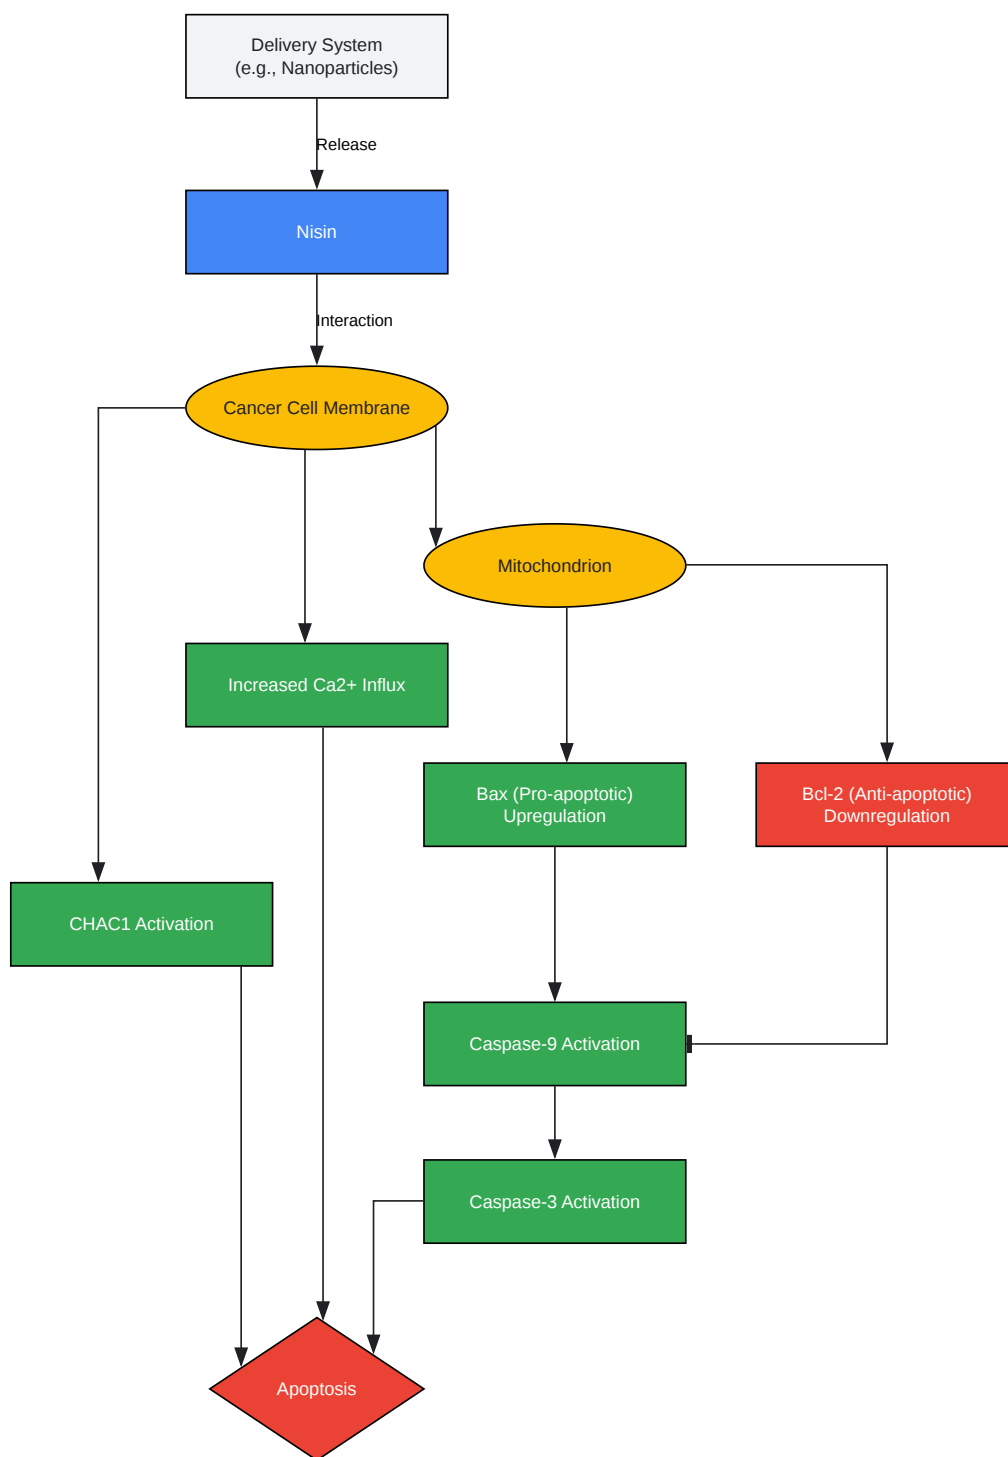 Delivery System
(e.g., Nanoparticles)
Release
Nisin
Interaction
Cancer Cell Membrane
Mitochondrion
Increased Ca2+ Influx
Bax (Pro-apoptotic)
Upregulation
Bcl-2 (Anti-apoptotic)
Downregulation
CHAC1 Activation
Caspase-9 Activation
Caspase-3 Activation
Apoptosis